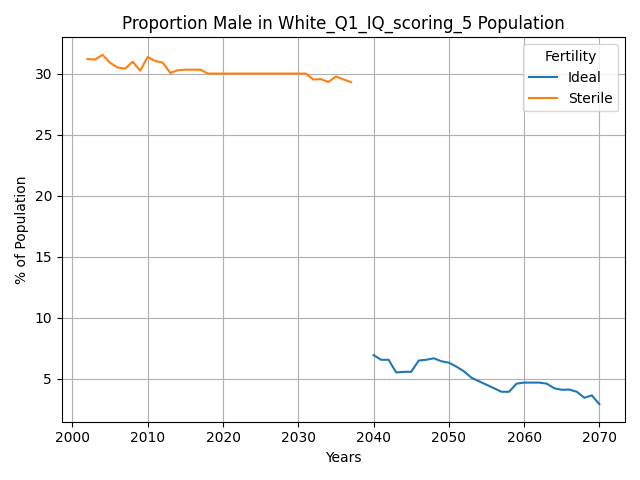 Proportion Male in White_Q1_IQ_scoring_5 Population
Fertility
Ideal
Sterile
% of Population
30
25
20
15
10
5
2000 2010 2020 2030 2040 2050 2060 2070
Years